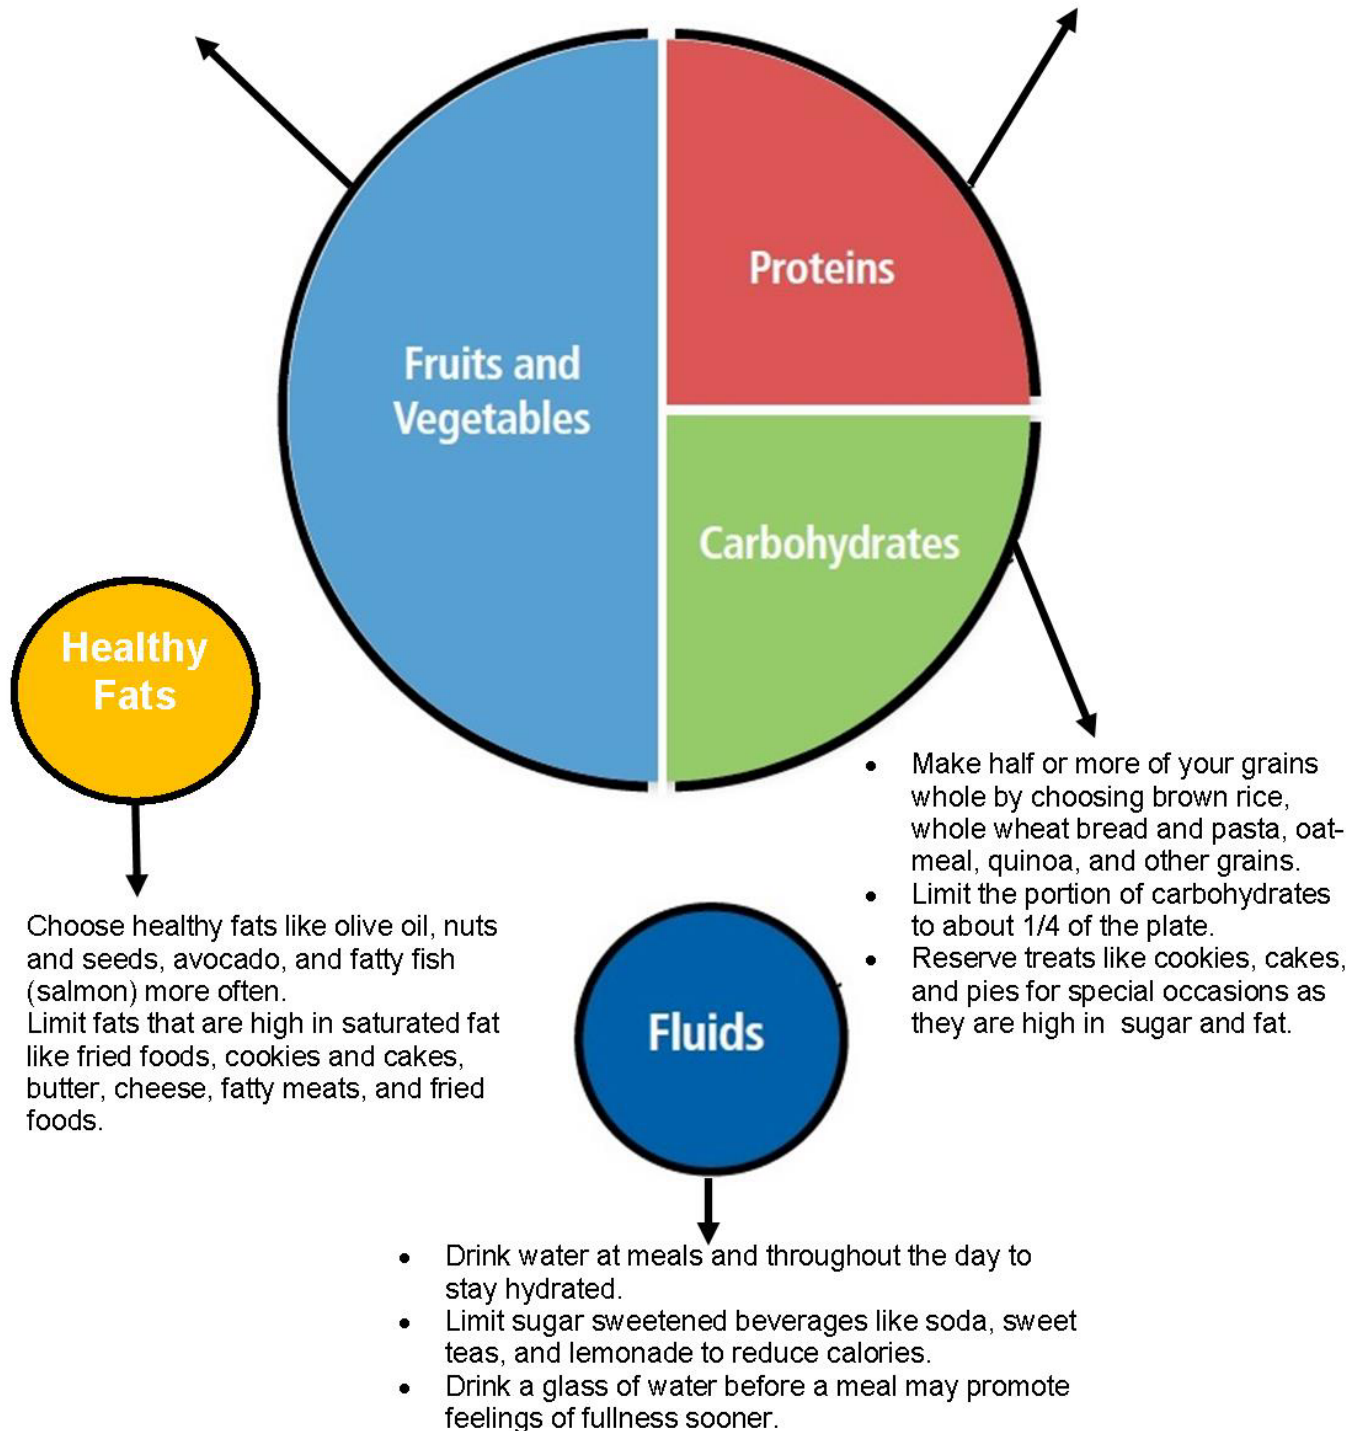 Proteins
Fruits and
Vegetables
Carbohydrates
Healthy
Fats
• Make half or more of your grains
whole by choosing brown rice,
whole wheat bread and pasta, oat-
meal, quinoa, and other grains.
• Limit the portion of carbohydrates
to about 1/4 of the plate.
• Reserve treats like cookies, cakes,
and pies for special occasions as
they are high in  sugar and fat.
Choose healthy fats like olive oil, nuts
and seeds, avocado, and fatty fish
(salmon) more often.
Limit fats that are high in saturated fat
like fried foods, cookies and cakes,
butter, cheese, fatty meats, and fried
foods.
Fluids
• Drink water at meals and throughout the day to
stay hydrated.
• Limit sugar sweetened beverages like soda, sweet
teas, and lemonade to reduce calories.
• Drink a glass of water before a meal may promote
feelings of fullness sooner.